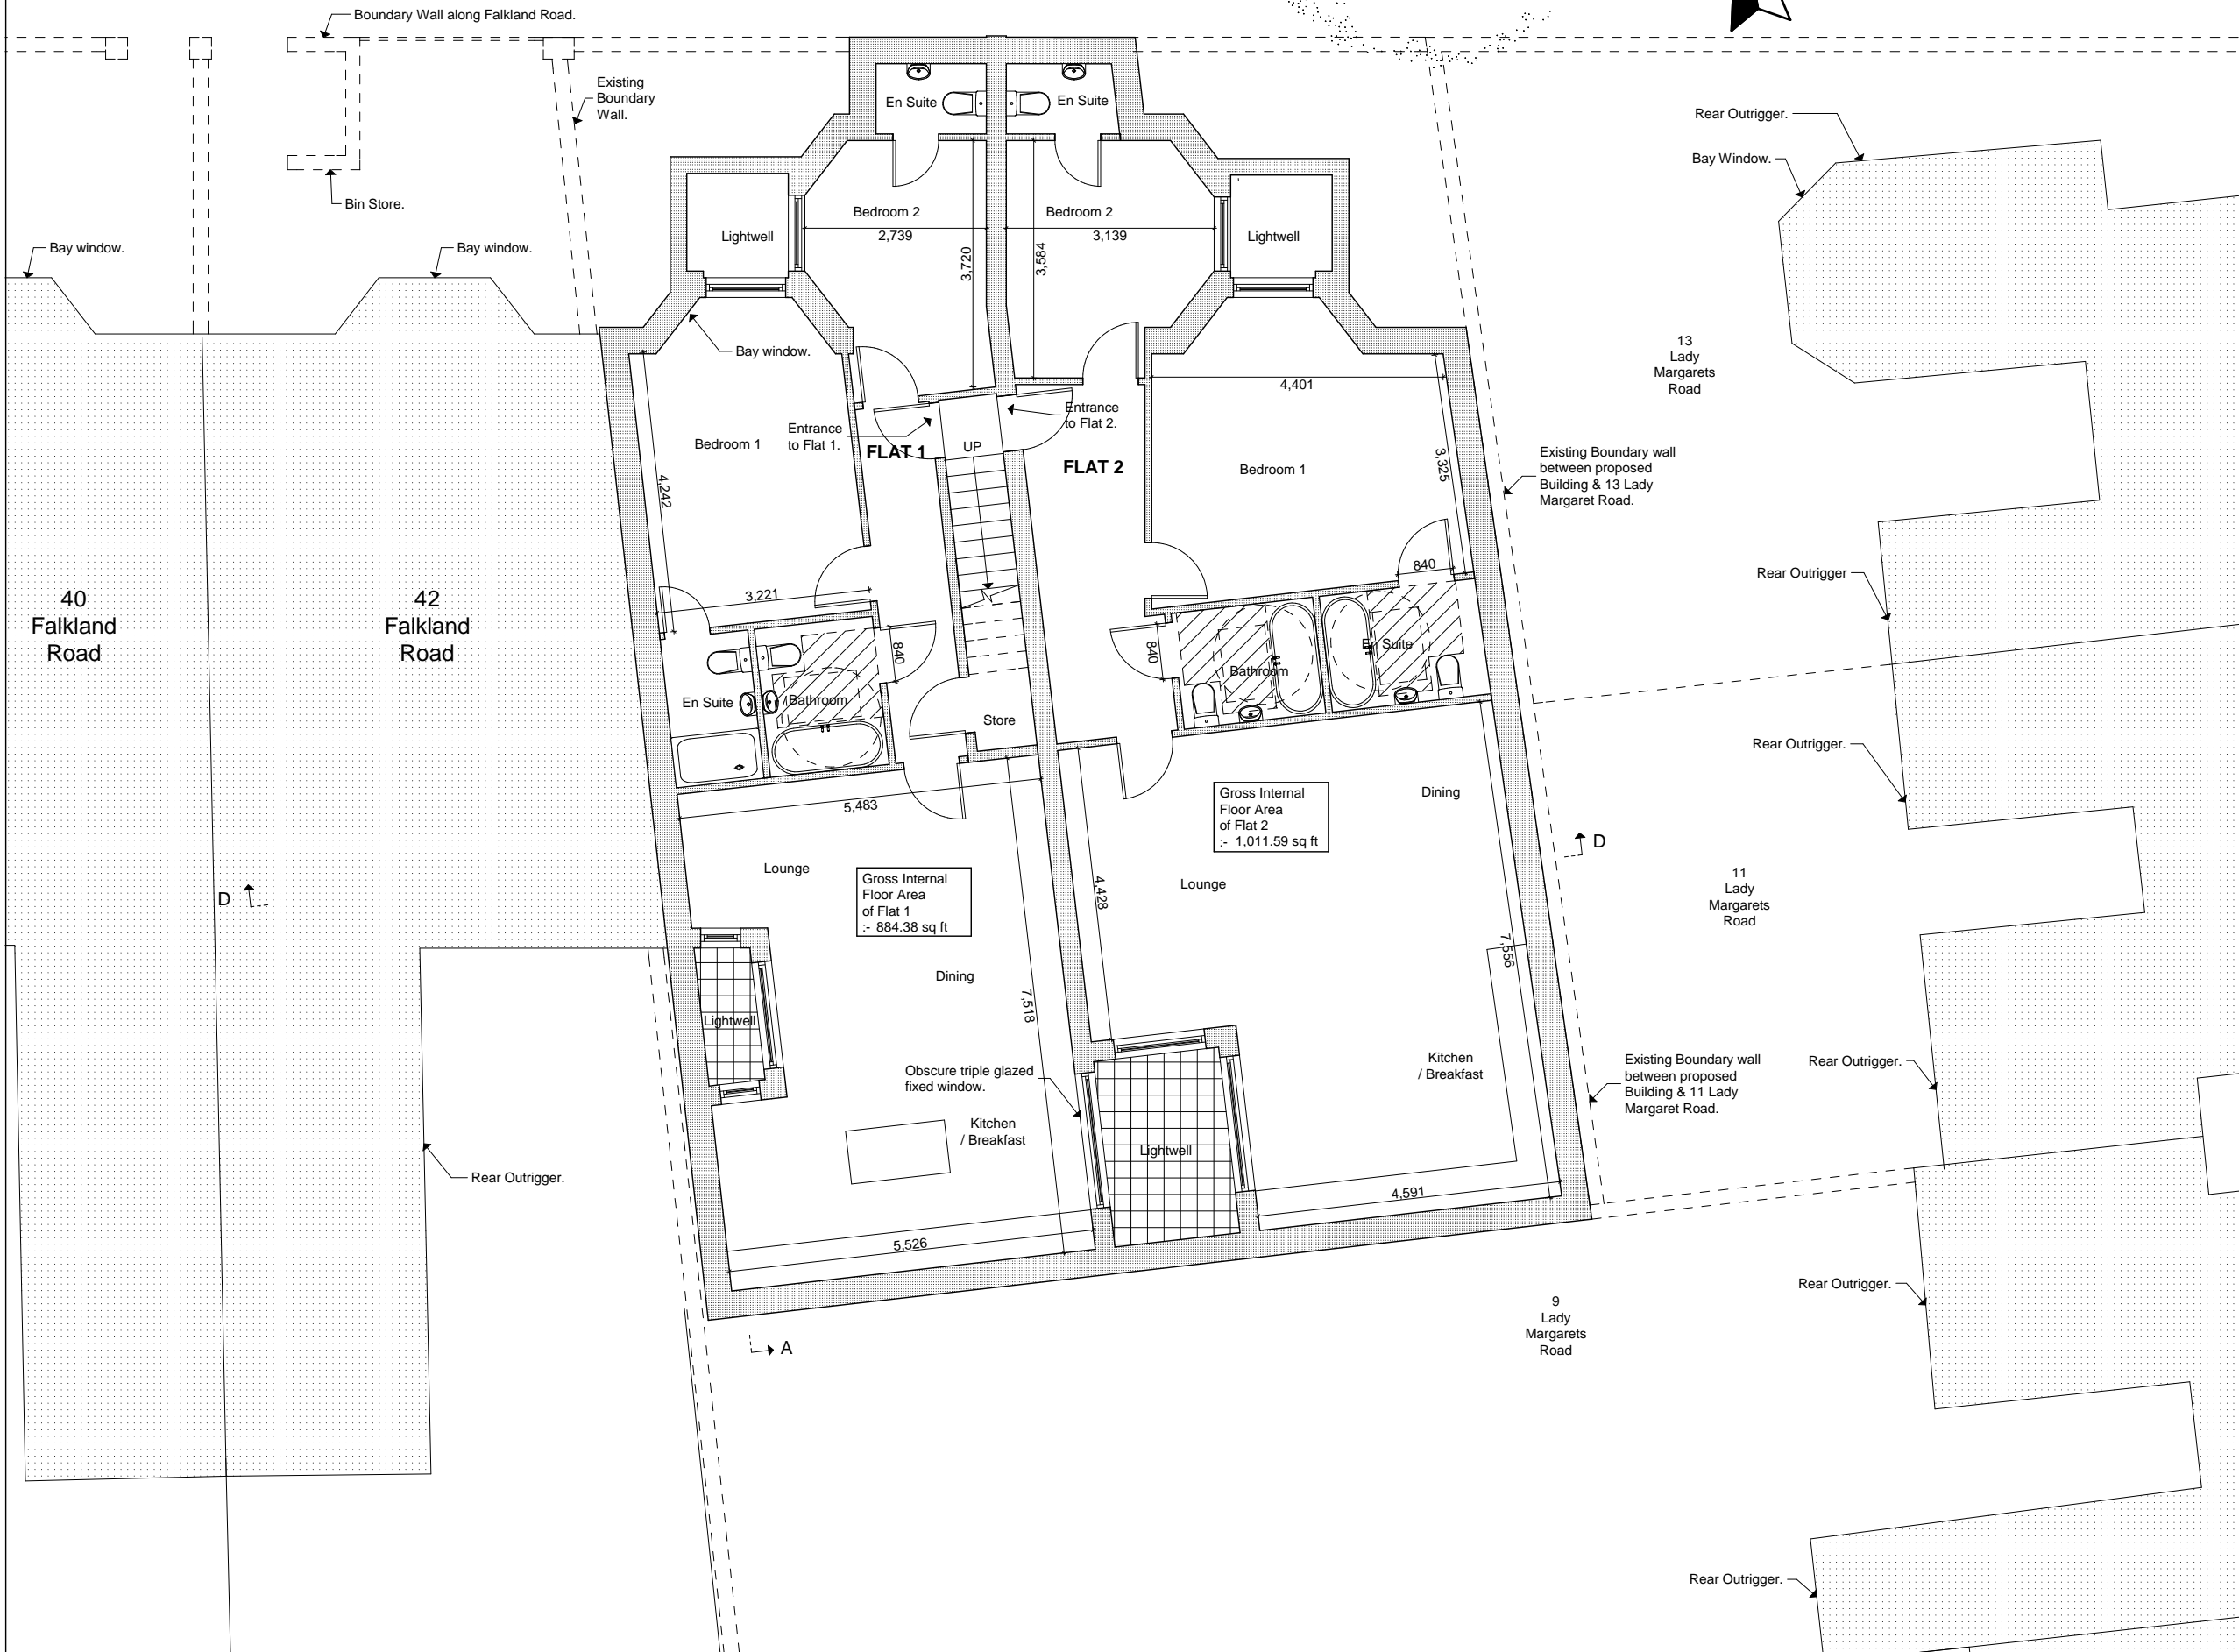 Boundary Wall along Falkland Road.
Existing
Boundary
Wall.
Bin Store.
Bay window.
Bay window.
En Suite
En Suite
Bedroom 2
2,739
3,720
Bedroom 2
3,139
3,584
Lightwell
Lightwell
Bay window.
Rear Outrigger.
Bay Window.
13
Lady
Margarets
Road
Entrance
to Flat 1.
FLAT 1
UP
Entrance
to Flat 2.
FLAT 2
Bedroom 1
4,242
3,221
4,401
Bedroom 1
3,325
840
Existing Boundary wall
between proposed
Building & 13 Lady
Margaret Road.
40
Falkland
Road
42
Falkland
Road
Rear Outrigger
En Suite
Bathroom
840
Store
840
Bathroom
En Suite
Rear Outrigger.
5,483
Lounge
Gross Internal
Floor Area
of Flat 1
:- 884.38 sq ft
Gross Internal
Floor Area
of Flat 2
:- 1,011.59 sq ft
Dining
Lounge
4,428
7,556
D
D
11
Lady
Margarets
Road
Dining
7,518
Lightwell
Obscure triple glazed
fixed window.
Kitchen
/ Breakfast
Lightwell
Kitchen
/ Breakfast
4,591
5,526
Existing Boundary wall
between proposed
Building & 11 Lady
Margaret Road.
Rear Outrigger.
Rear Outrigger.
Rear Outrigger.
9
Lady
Margarets
Road
A
Rear Outrigger.